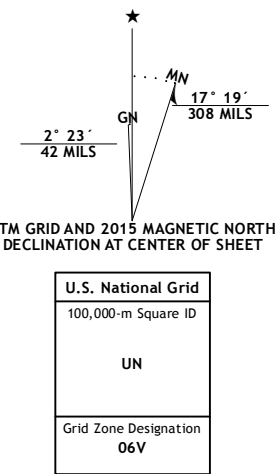 MN
GN
17° 19´
308 MILS
2° 23´
42 MILS
TM GRID AND 2015 MAGNETIC NORTH
DECLINATION AT CENTER OF SHEET
U.S. National Grid
100,000-m Square ID
UN
Grid Zone Designation
06V